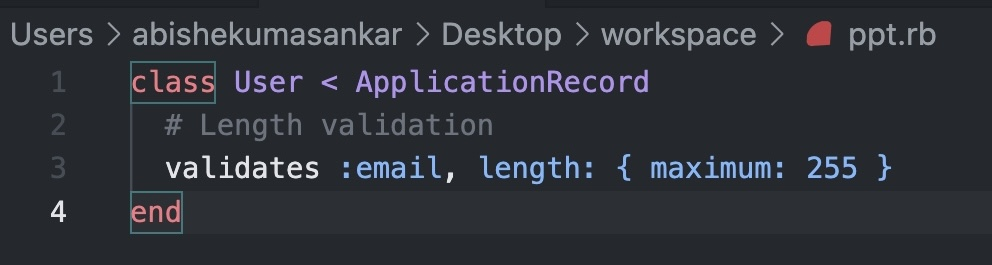 Users > abishekumasankar > Desktop > workspace > ppt.rb
1 class User < ApplicationRecord
2 # Length validation
3 validates :email, length: { maximum: 255 }
4 end